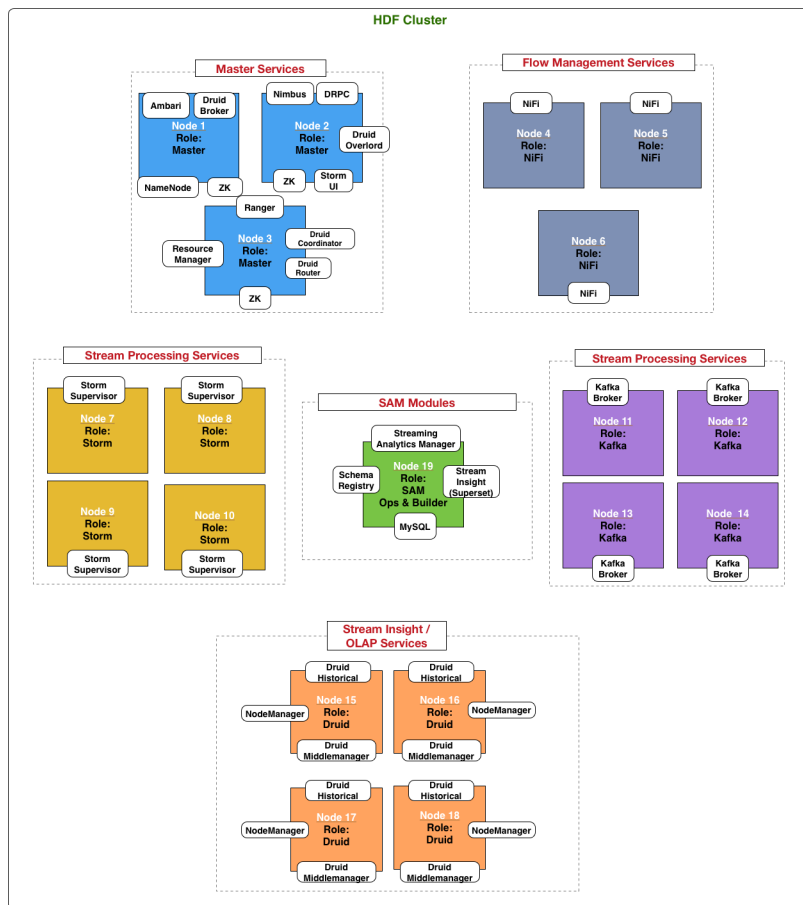 HDF Cluster
Master Services
Ambari
Druid
Broker
Node 1
Role:
Master
NameNode
ZK
Nimbus
DRPC
Node 2
Role:
Master
Druid
Overlord
ZK
Storm
UI
Ranger
Node 3
Role:
Master
Resource
Manager
Druid
Coordinator
Druid
Router
ZK
Flow Management Services
NiFi
Node 4
Role:
NiFi
NiFi
Node 5
Role:
NiFi
Node 6
Role:
NiFi
NiFi
Stream Processing Services
Storm
Supervisor
Node 7
Role:
Storm
Storm
Supervisor
Node 8
Role:
Storm
Node 9
Role:
Storm
Storm
Supervisor
Node 10
Role:
Storm
Storm
Supervisor
SAM Modules
Streaming
Analytics Manager
Node 19
Role:
SAM
Ops & Builder
Schema
Registry
Stream
Insight
(Superset)
MySQL
Stream Processing Services
Kafka
Broker
Node 11
Role:
Kafka
Kafka
Broker
Node 12
Role:
Kafka
Node 13
Role:
Kafka
Kafka
Broker
Node 14
Role:
Kafka
Kafka
Broker
Stream Insight /
OLAP Services
Druid
Historical
Node 15
Role:
Druid
NodeManager
Druid
Middlemanager
Druid
Historical
Node 16
Role:
Druid
NodeManager
Druid
Middlemanager
Druid
Historical
Node 17
Role:
Druid
NodeManager
Druid
Middlemanager
Druid
Historical
Node 18
Role:
Druid
NodeManager
Druid
Middlemanager